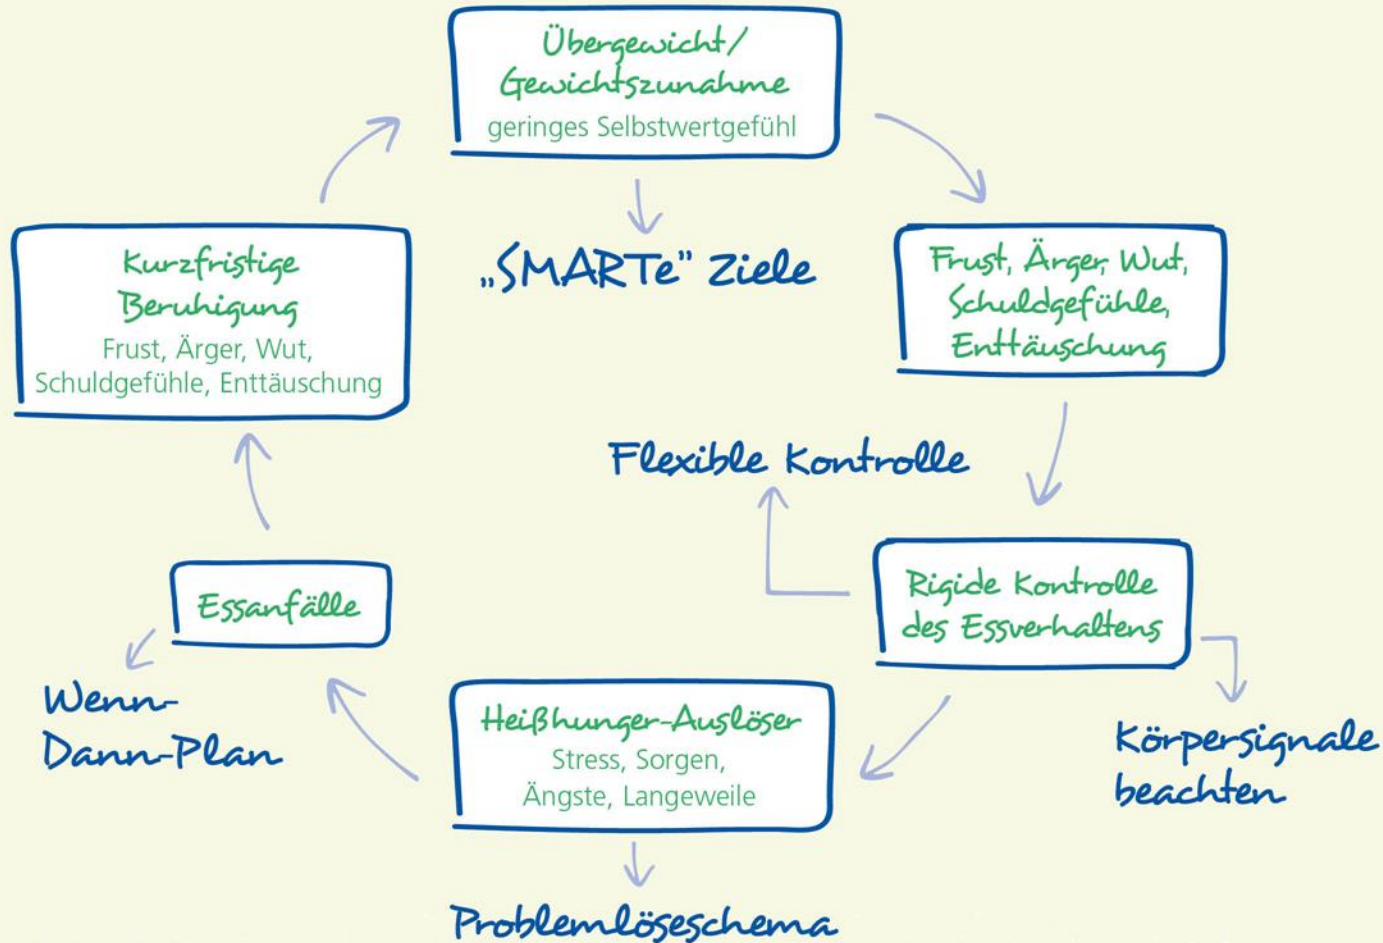 Übergewicht/
Gewichtszunahme
geringes Selbstwertgefühl
„SMARTe” Ziele
Frust, Ärger, Wut,
Schuldgefühle,
Enttäuschung
Flexible Kontrolle
Rigide Kontrolle
des Essverhaltens
Körpersignale
beachten
Heißhunger-Auslöser
Stress, Sorgen,
Ängste, Langeweile
Problemlöseschema
Essanfälle
Wenn-
Dann-Plan
Kurzfristige
Beruhigung
Frust, Ärger, Wut,
Schuldgefühle, Enttäuschung